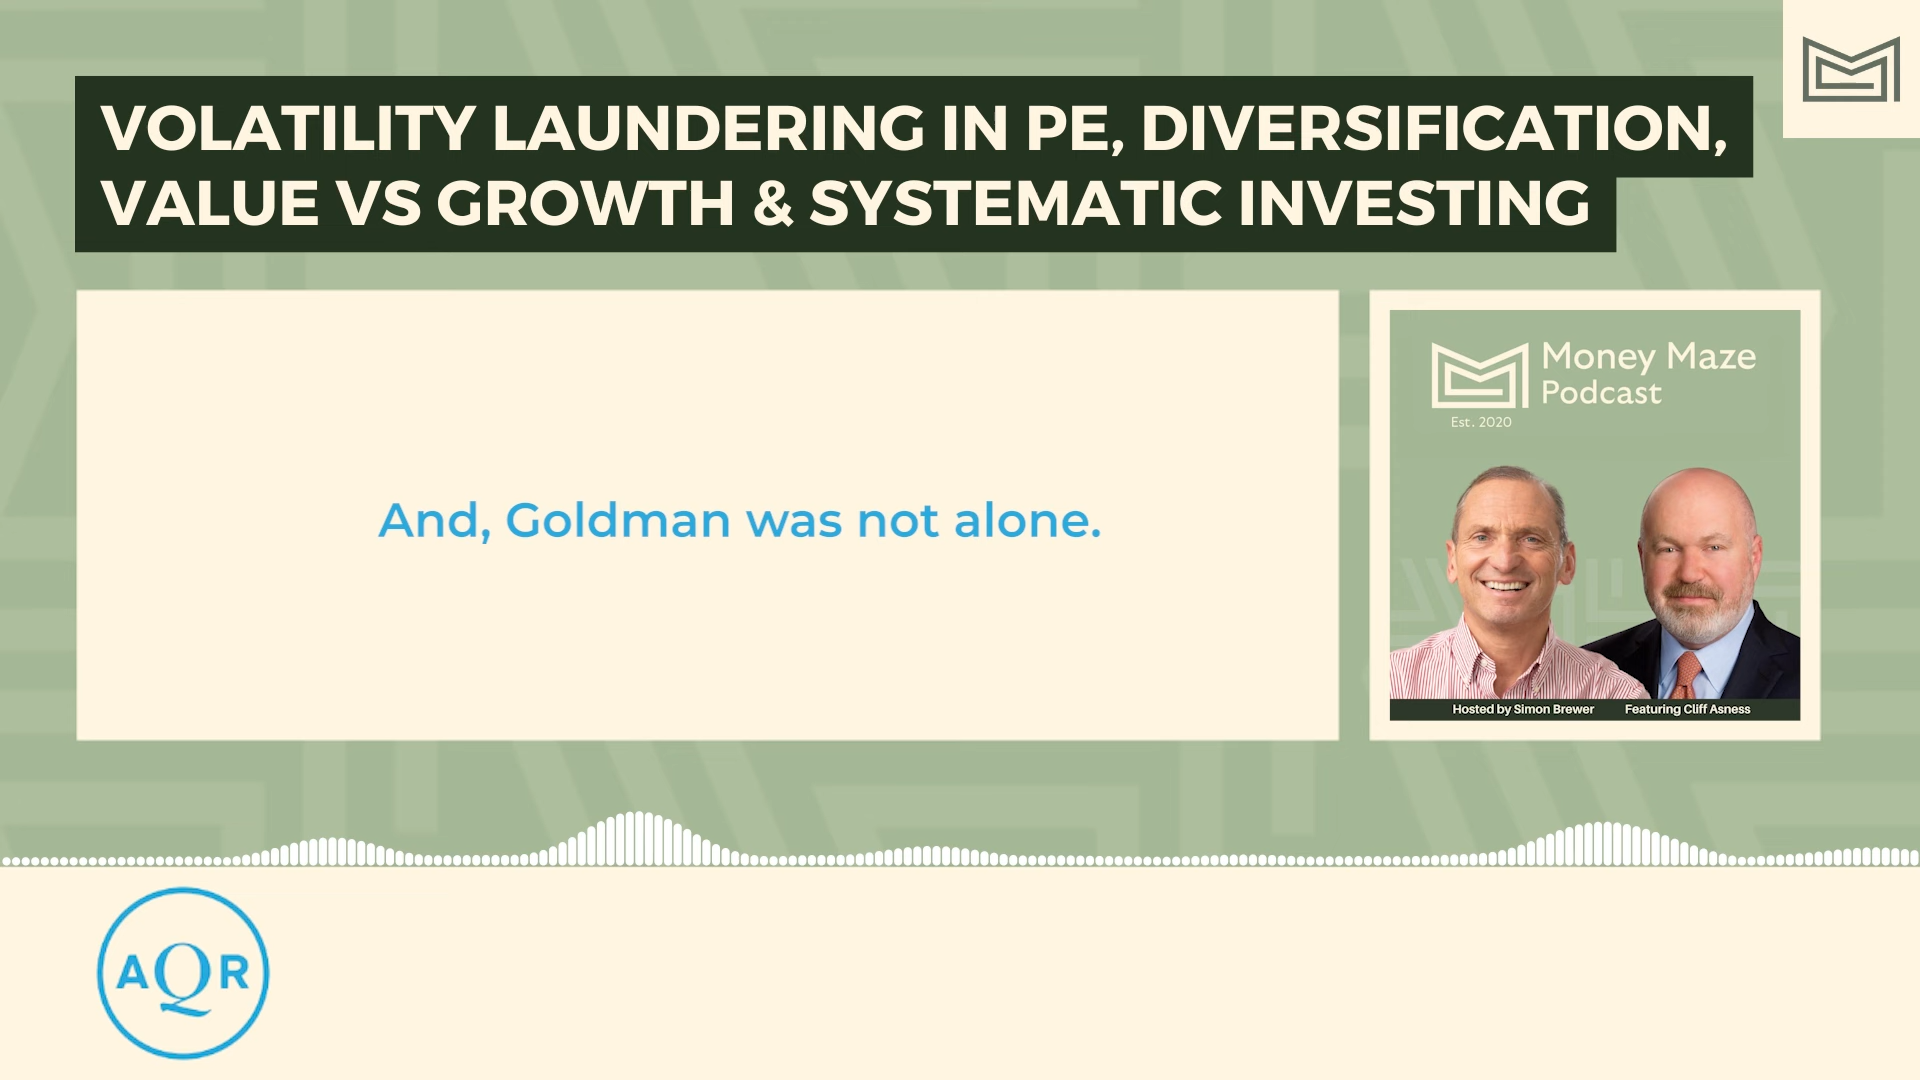 VOLATILITY LAUNDERING IN PE, DIVERSIFICATION,
VALUE VS GROWTH & SYSTEMATIC INVESTING
And, Goldman was not alone.
Money Maze
Podcast
Est. 2020
Hosted by Simon Brewer
Featuring Cliff Asness
AQR